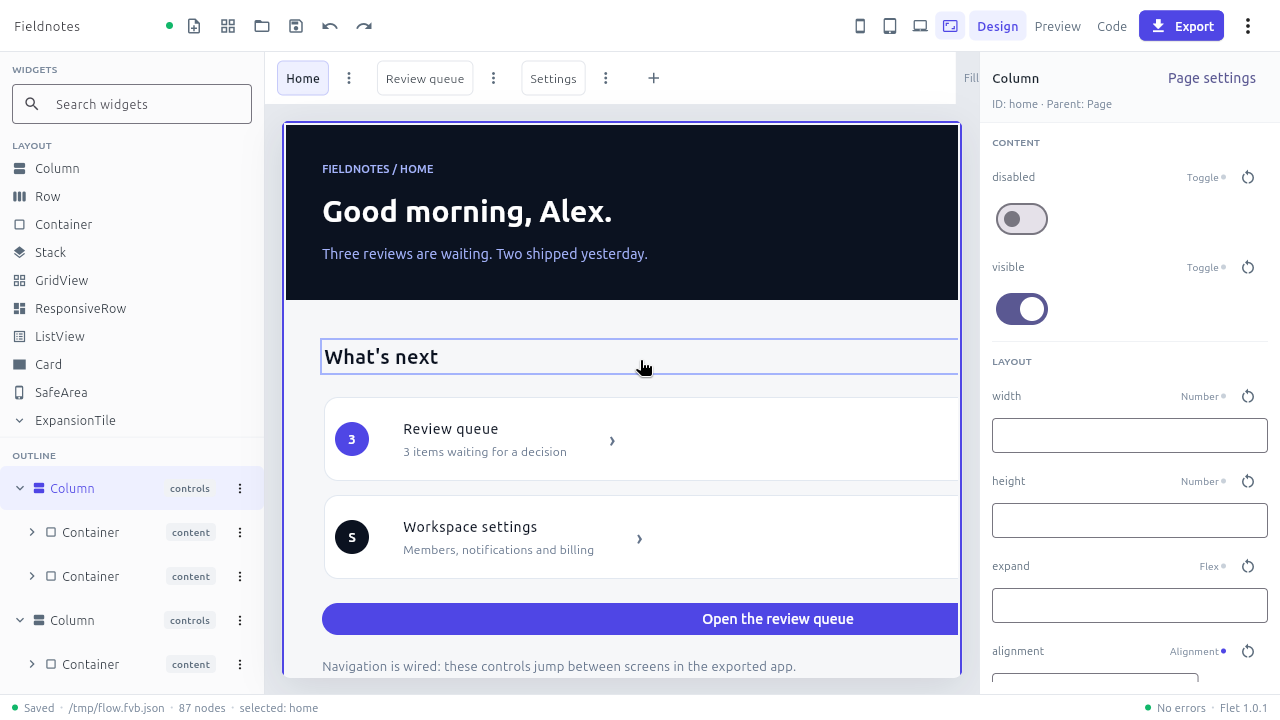 Fieldnotes
Design
Preview
Code
Export
WIDGETS
Search widgets
LAYOUT
Column
Row
Container
Stack
GridView
ResponsiveRow
ListView
Card
SafeArea
ExpansionTile
OUTLINE
Column controls
Container content
Container content
Column controls
Container content
Home
Review queue
Settings
Fill
FIELDNOTES / HOME
Good morning, Alex.
Three reviews are waiting. Two shipped yesterday.
What's next
3
Review queue
3 items waiting for a decision
S
Workspace settings
Members, notifications and billing
Open the review queue
Navigation is wired: these controls jump between screens in the exported app.
Column
Page settings
ID: home · Parent: Page
CONTENT
disabled Toggle
visible Toggle
LAYOUT
width Number
height Number
expand Flex
alignment Alignment
Saved · /tmp/flow.fvb.json · 87 nodes · selected: home
No errors · Flet 1.0.1